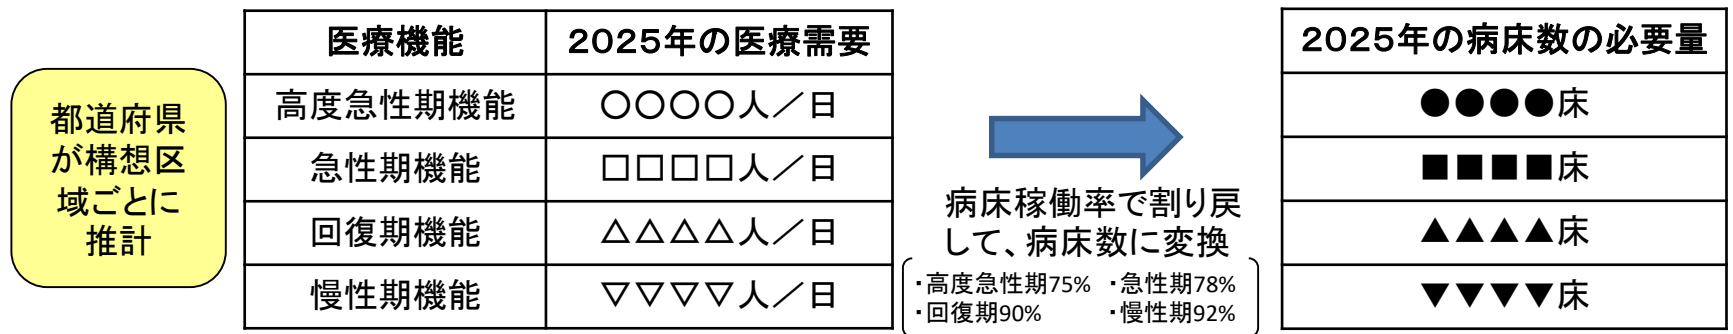 都道府県
が構想区
域ごとに
推計
医療機能 2025年の医療需要
高度急性期機能 ○○○○人／日
急性期機能 □□□□人／日
回復期機能 △△△△人／日
慢性期機能 ▽▽▽▽人／日
病床稼働率で割り戻
して、病床数に変換
・高度急性期75% ・急性期78%
・回復期90% ・慢性期92%
2025年の病床数の必要量
●●●●床
■■■■床
▲▲▲▲床
▼▼▼▼床